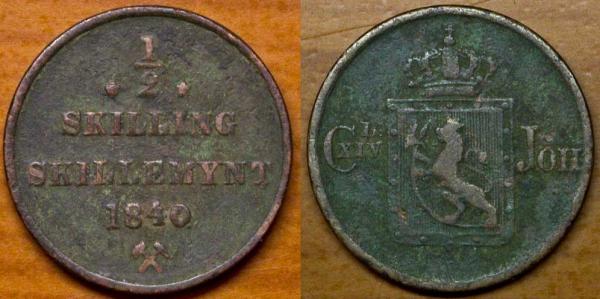 1/2
SKILLING
SKILLEMYNT
1840
C L. JOH
XIV